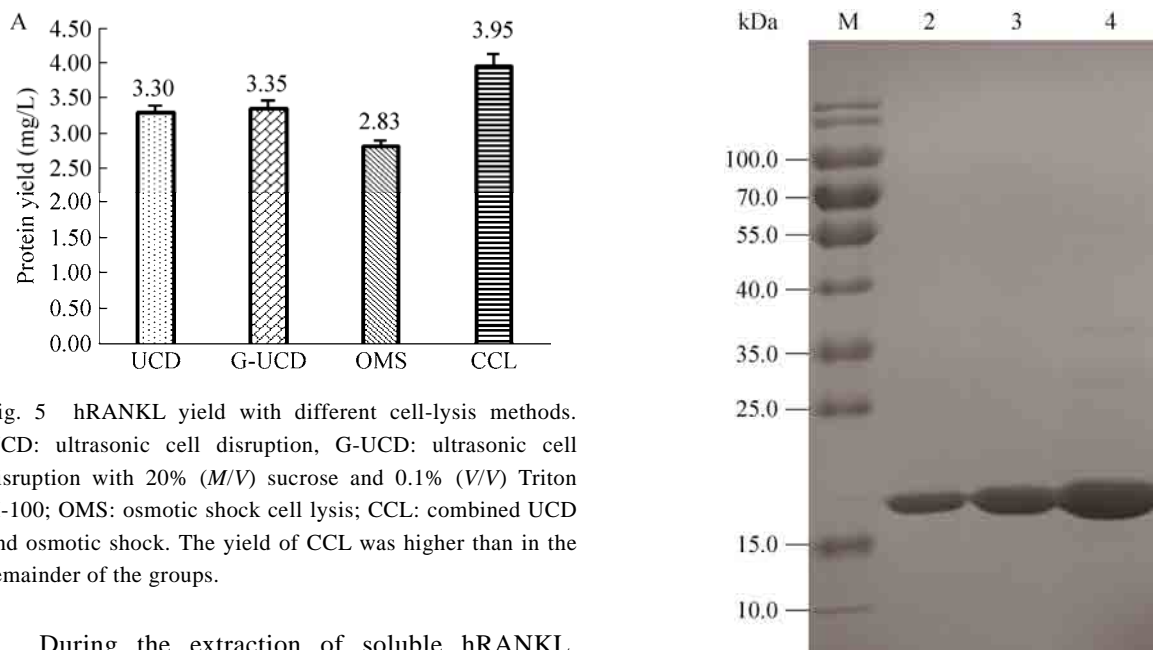 A
4.50
4.00
3.50
3.00
2.50
2.00
1.50
1.00
0.50
0.00
Protein yield (mg/L)
3.30
3.35
2.83
3.95
UCD G-UCD OMS CCL
ig. 5 hRANKL yield with different cell-lysis methods.
CD: ultrasonic cell disruption, G-UCD: ultrasonic cell
isruption with 20% (M/V) sucrose and 0.1% (V/V) Triton
-100; OMS: osmotic shock cell lysis; CCL: combined UCD
nd osmotic shock. The yield of CCL was higher than in the
emainder of the groups.
During the extraction of soluble hRANKL,
kDa M 2 3 4
100.0
70.0
55.0
40.0
35.0
25.0
15.0
10.0